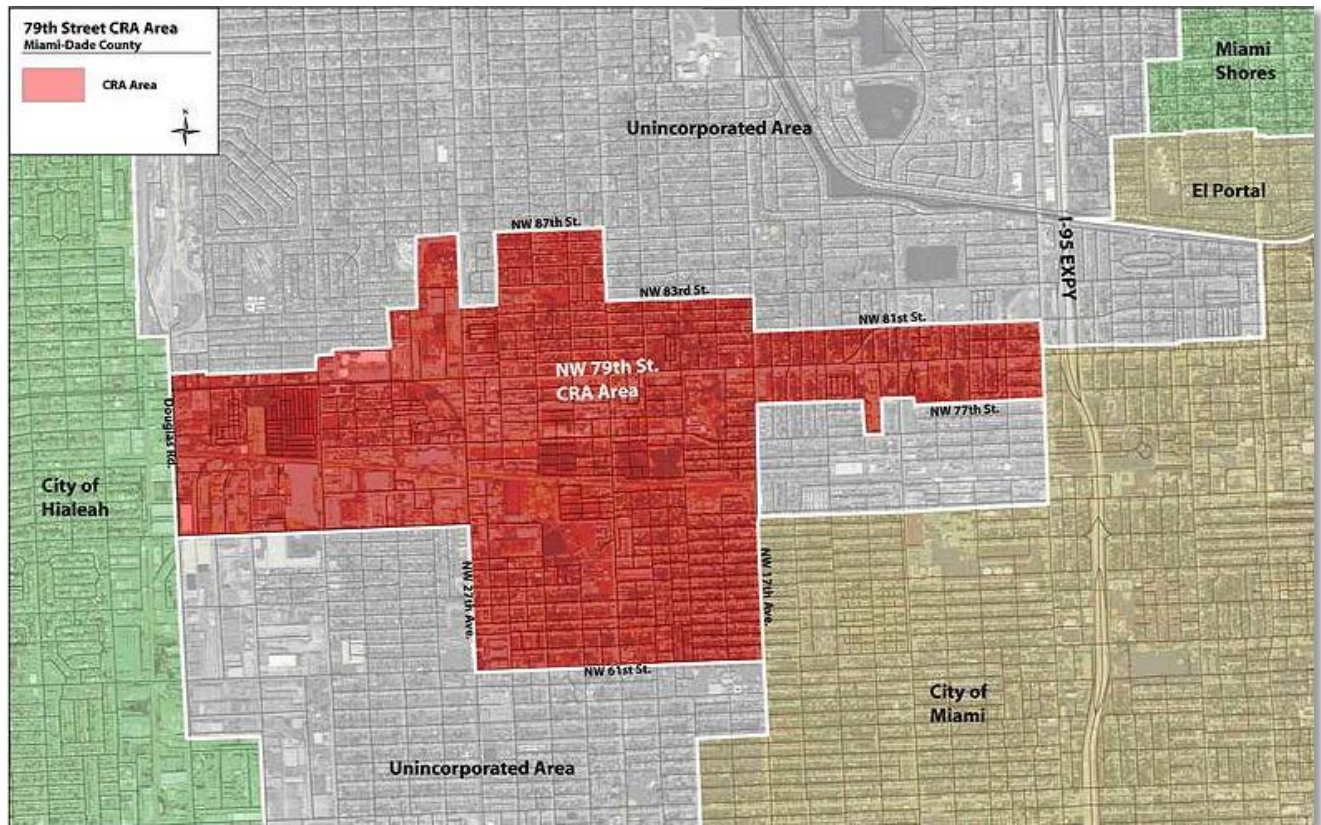 79th Street CRA Area
Miami-Dade County
CRA Area
N
Miami
Shores
Unincorporated Area
El Portal
NW 87th St.
I-95 EXPY
NW 83rd St.
NW 81st St.
NW 79th St.
CRA Area
Douglas Rd.
NW 77th St.
City of
Hialeah
NW 27th Ave.
NW 17th Ave.
NW 61st St.
City of
Miami
Unincorporated Area